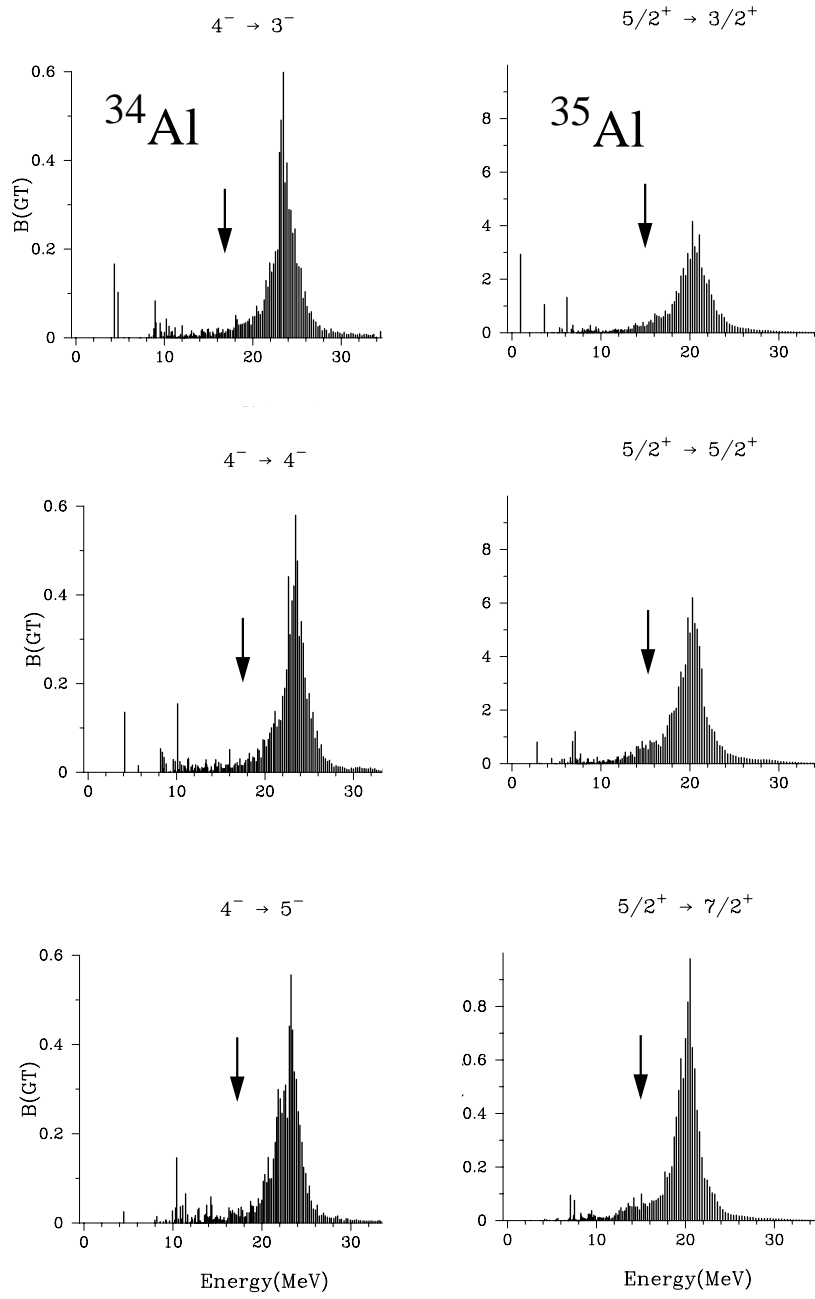 4⁻ → 3⁻
0.6
0.4
0.2
0
B(GT)
³⁴Al
0 10 20 30
5/2⁺ → 3/2⁺
8
6
4
2
0
³⁵Al
0 10 20 30
4⁻ → 4⁻
0.6
0.4
0.2
0
B(GT)
0 10 20 30
5/2⁺ → 5/2⁺
8
6
4
2
0
0 10 20 30
4⁻ → 5⁻
0.6
0.4
0.2
0
B(GT)
0 10 20 30
Energy(MeV)
5/2⁺ → 7/2⁺
0.8
0.6
0.4
0.2
0
0 10 20 30
Energy(MeV)